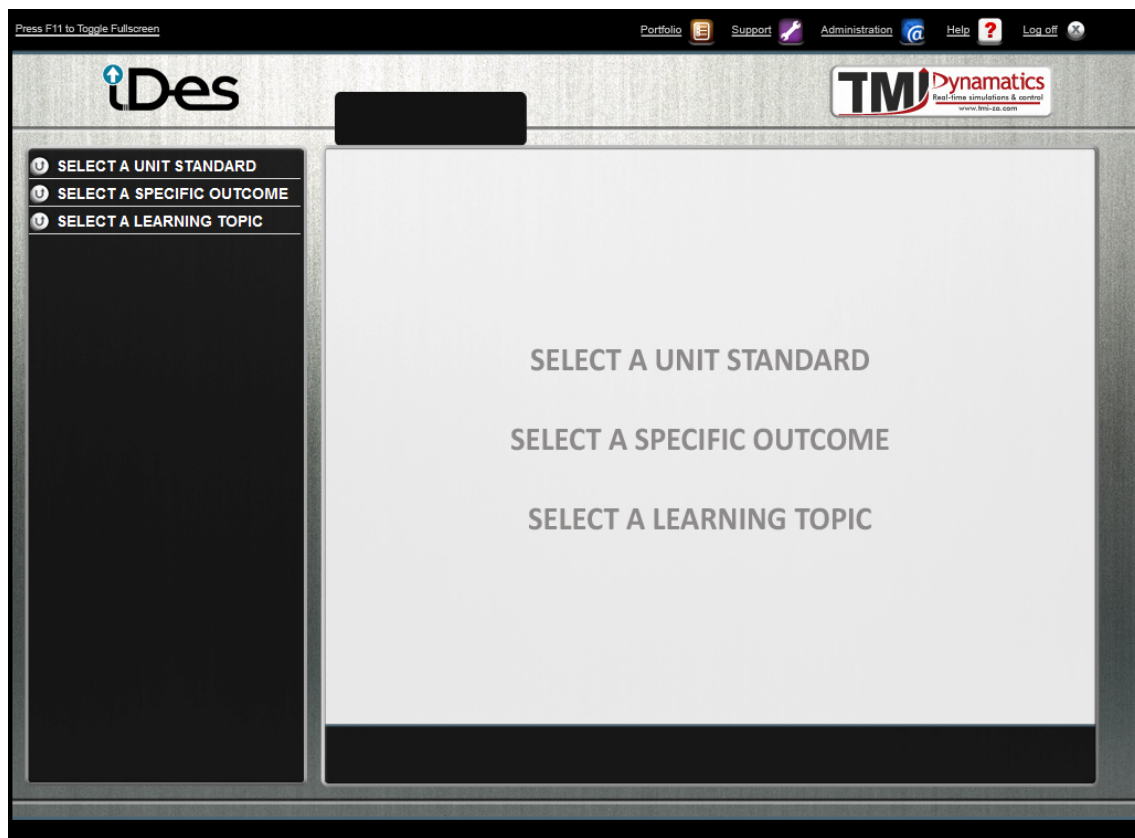 Press F11 to Toggle Fullscreen
Portfolio Support Administration Help ? Log off
iDes
TMI Dynamatics
Real-time simulations & control
www.tmi-za.com
SELECT A UNIT STANDARD
SELECT A SPECIFIC OUTCOME
SELECT A LEARNING TOPIC
SELECT A UNIT STANDARD
SELECT A SPECIFIC OUTCOME
SELECT A LEARNING TOPIC